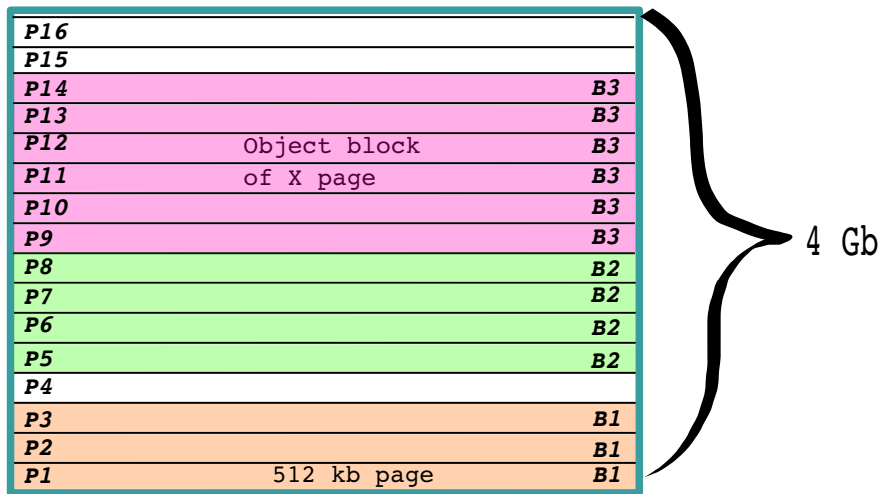 P16
P15
P14 B3
P13 B3
P12 Object block B3
P11 of X page B3
P10 B3
P9 B3
4 Gb
P8 B2
P7 B2
P6 B2
P5 B2
P4
P3 B1
P2 B1
P1 512 kb page B1